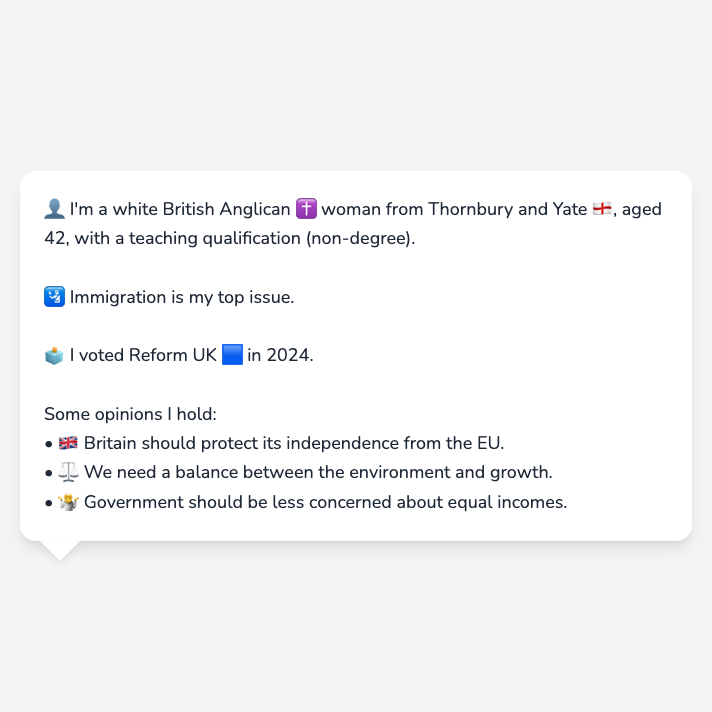 👤 I'm a white British Anglican ✝️ woman from Thornbury and Yate 🏴󠁧󠁢󠁥󠁮󠁧󠁿, aged
42, with a teaching qualification (non-degree).
🛂 Immigration is my top issue.
🗳️ I voted Reform UK 🟦 in 2024.
Some opinions I hold:
• 🇬🇧 Britain should protect its independence from the EU.
• ⚖️ We need a balance between the environment and growth.
• 🤷 Government should be less concerned about equal incomes.